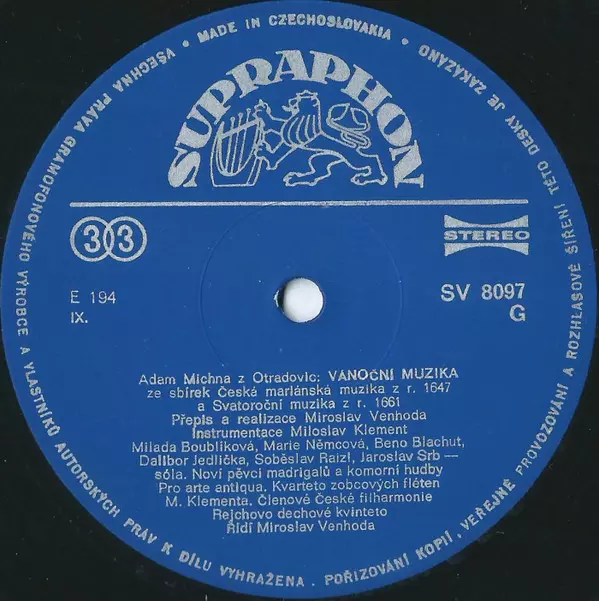 VŠECHNA PRÁVA GRAMOFONOVÉHO VÝROBCE A VLASTNÍKŮ AUTORSKÝCH PRÁV K DÍLU VYHRAŽENA . POŘIZOVÁNÍ KOPIÍ , VEŘEJNÉ PROVOZOVÁNÍ A ROZHLASOVÉ ŠÍŘENÍ TÉTO DESKY JE ZAKÁZÁNO
• MADE IN CZECHOSLOVAKIA •
SUPRAPHON
33
STEREO
E 194
IX.
SV 8097
G
Adam Michna z Otradovic: VÁNOČNÍ MUZIKA
ze sbírek Česká mariánská muzika z r. 1647
a Svatoroční muzika z r. 1661
Přepis a realizace Miroslav Venhoda
Instrumentace Miloslav Klement
Milada Boublíková, Marie Němcová, Beno Blachut,
Dalibor Jedlička, Soběslav Raizl, Jaroslav Srb —
sóla. Noví pěvci madrigalů a komorní hudby
Pro arte antiqua. Kvarteto zobcových fléten
M. Klementa. Členové České filharmonie
Rejchovo dechové kvinteto
Řídí Miroslav Venhoda